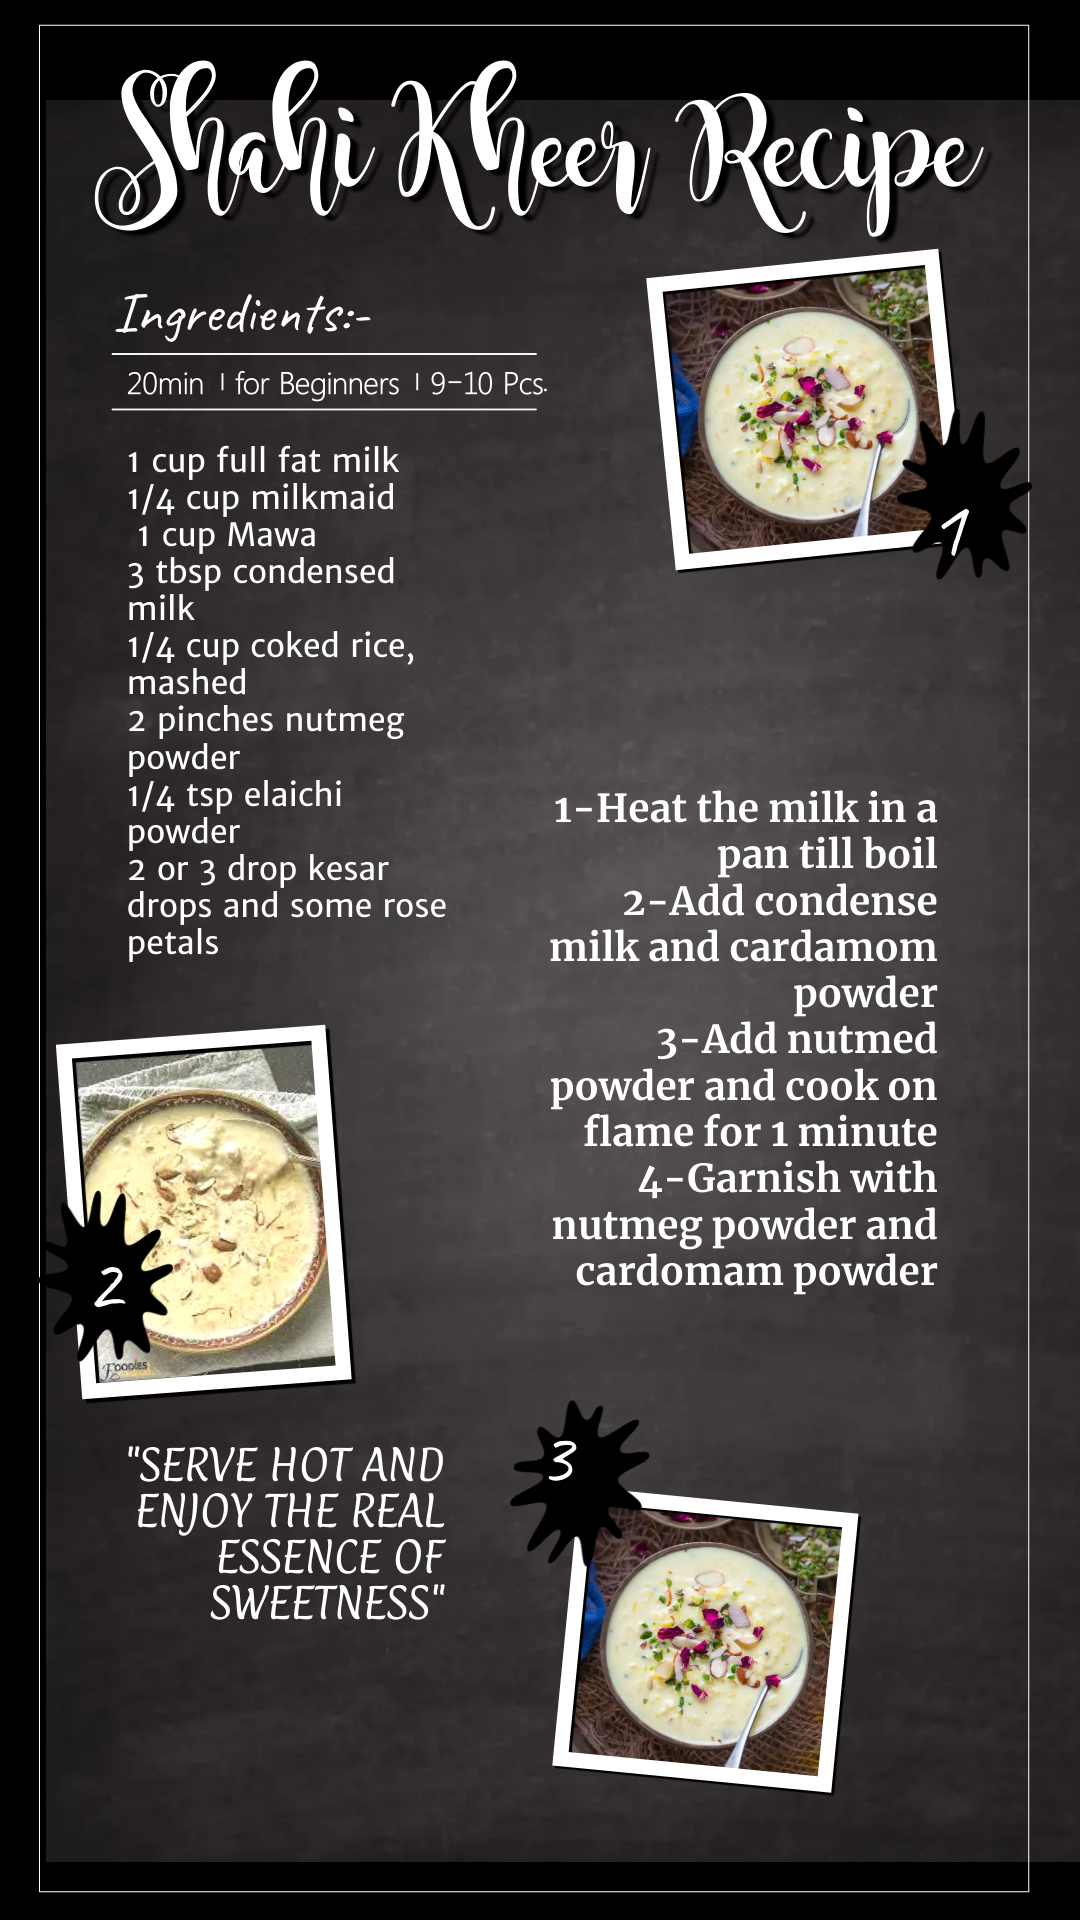 Shahi Kheer Recipe
Ingredients:-
20min | for Beginners | 9-10 Pcs.
1 cup full fat milk
1/4 cup milkmaid
1 cup Mawa
3 tbsp condensed
milk
1/4 cup coked rice,
mashed
2 pinches nutmeg
powder
1/4 tsp elaichi
powder
2 or 3 drop kesar
drops and some rose
petals
1
1-Heat the milk in a
pan till boil
2-Add condense
milk and cardamom
powder
3-Add nutmed
powder and cook on
flame for 1 minute
4-Garnish with
nutmeg powder and
cardomam powder
2
FOODIES
"SERVE HOT AND
ENJOY THE REAL
ESSENCE OF
SWEETNESS"
3